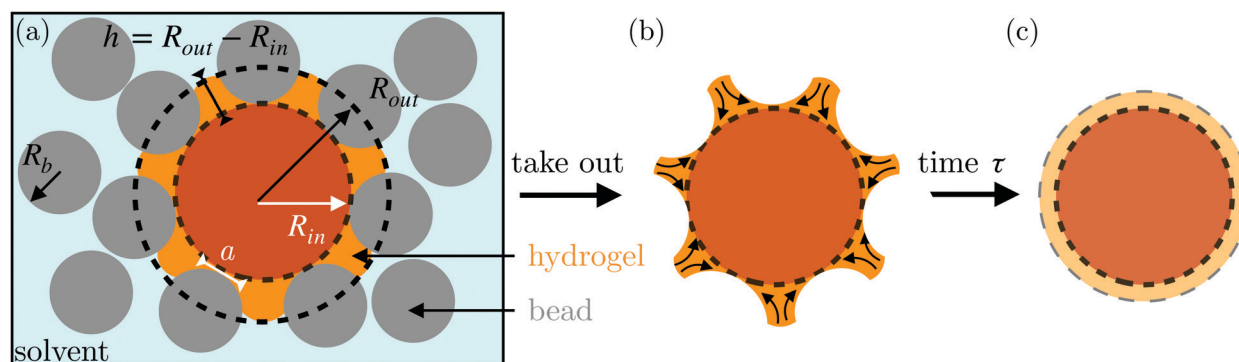 (a)
h = R_out − R_in
R_out
R_b
R_in
a
solvent
take out
hydrogel
bead
(b)
time τ
(c)